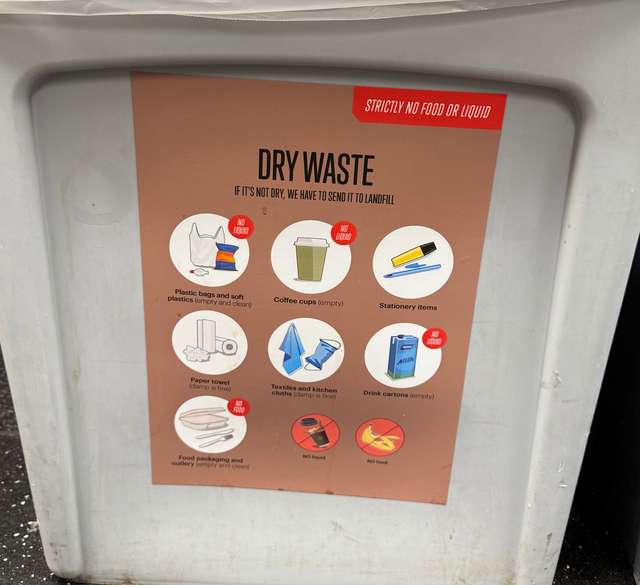 STRICTLY NO FOOD OR LIQUID
DRY WASTE
IF IT'S NOT DRY, WE HAVE TO SEND IT TO LANDFILL
NO LIQUID
NO LIQUID
Plastic bags and soft
plastics (empty and clean)
Coffee cups (empty)
Stationery items
NO LIQUID
Paper towel
(damp is fine)
Textiles and kitchen
cloths (damp is fine)
Drink cartons (empty)
NO FOOD
Food packaging and
cutlery (empty and clean)
NO liquid
NO food